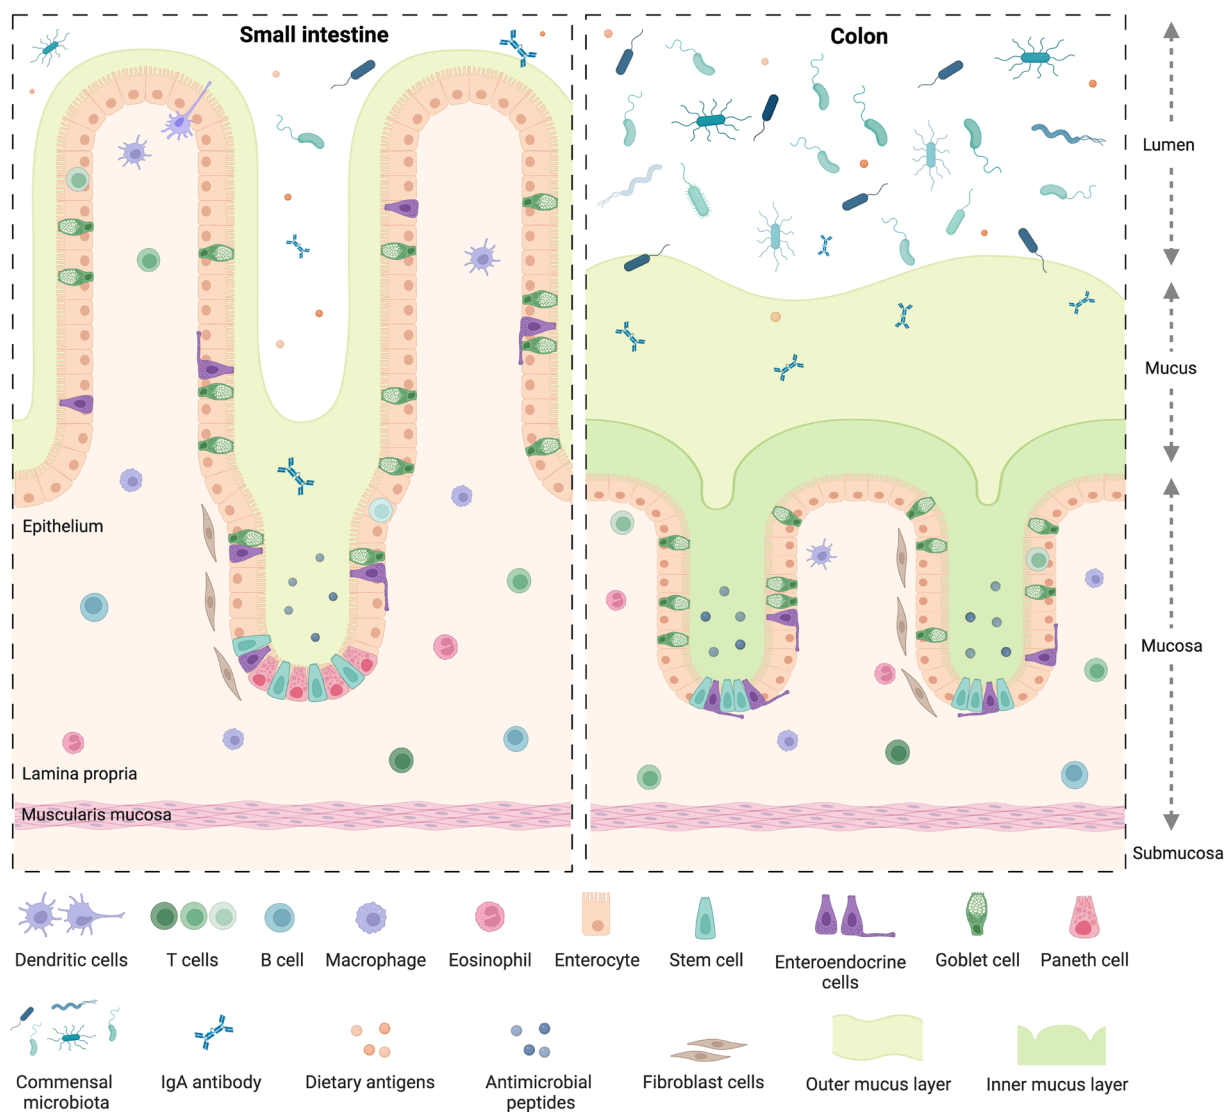 Small intestine
Colon
Lumen
Mucus
Epithelium
Mucosa
Lamina propria
Muscularis mucosa
Submucosa
Dendritic cells
T cells
B cell
Macrophage
Eosinophil
Enterocyte
Stem cell
Enteroendocrine
cells
Goblet cell
Paneth cell
Commensal
microbiota
IgA antibody
Dietary antigens
Antimicrobial
peptides
Fibroblast cells
Outer mucus layer
Inner mucus layer